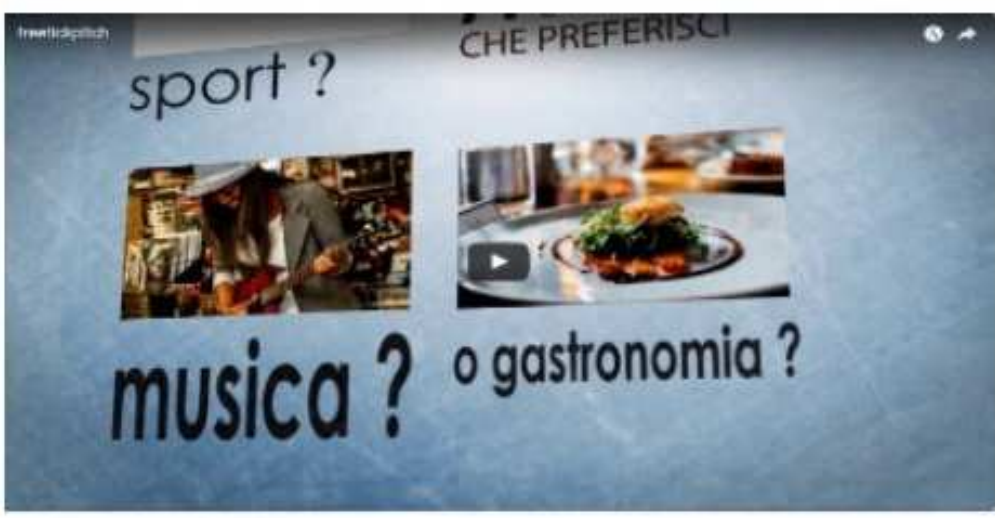 sport ?
CHE PREFERISCI
musica ?
o gastronomia ?